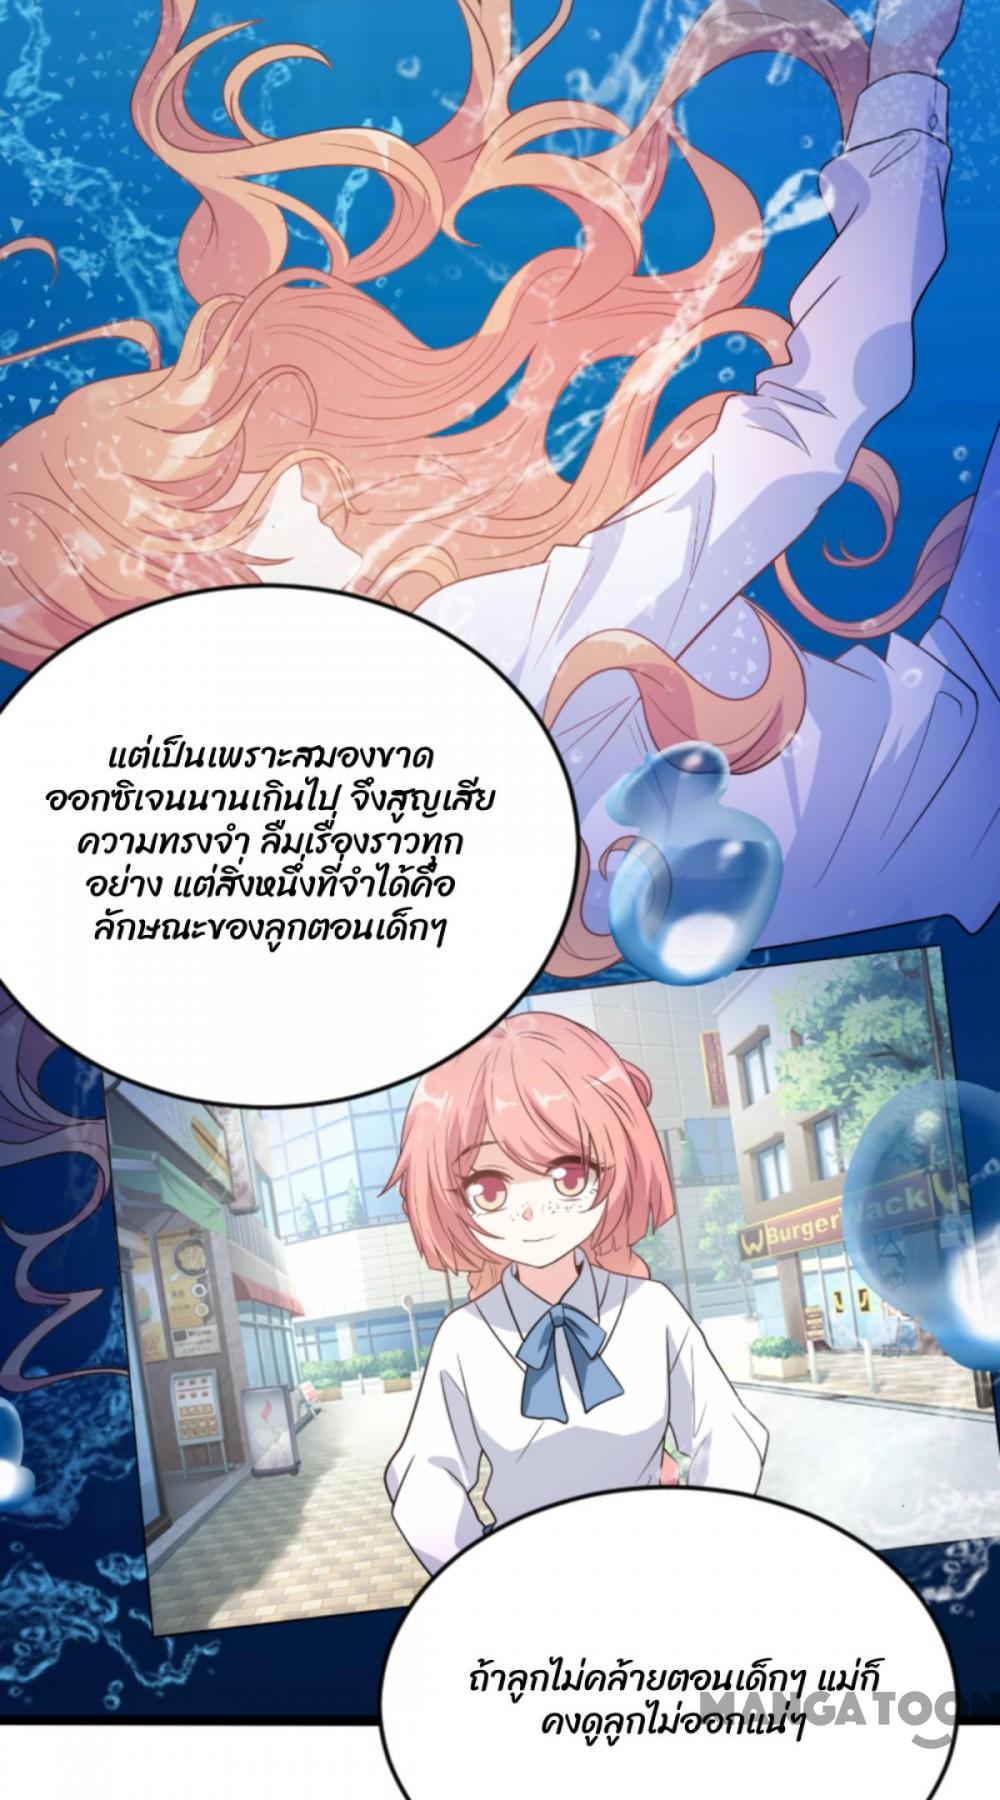 แต่เป็นเพราะสมองขาด
ออกซิเจนนานเกินไป จึงสูญเสีย
ความทรงจำ ลืมเรื่องราวทุก
อย่าง แต่สิ่งหนึ่งที่จำได้คือ
ลักษณะของลูกตอนเด็กๆ
Burger
ack
ถ้าลูกไม่คล้ายตอนเด็กๆ แม่ก็
คงดูลูกไม่ออกแน่ๆ
MANGATOON